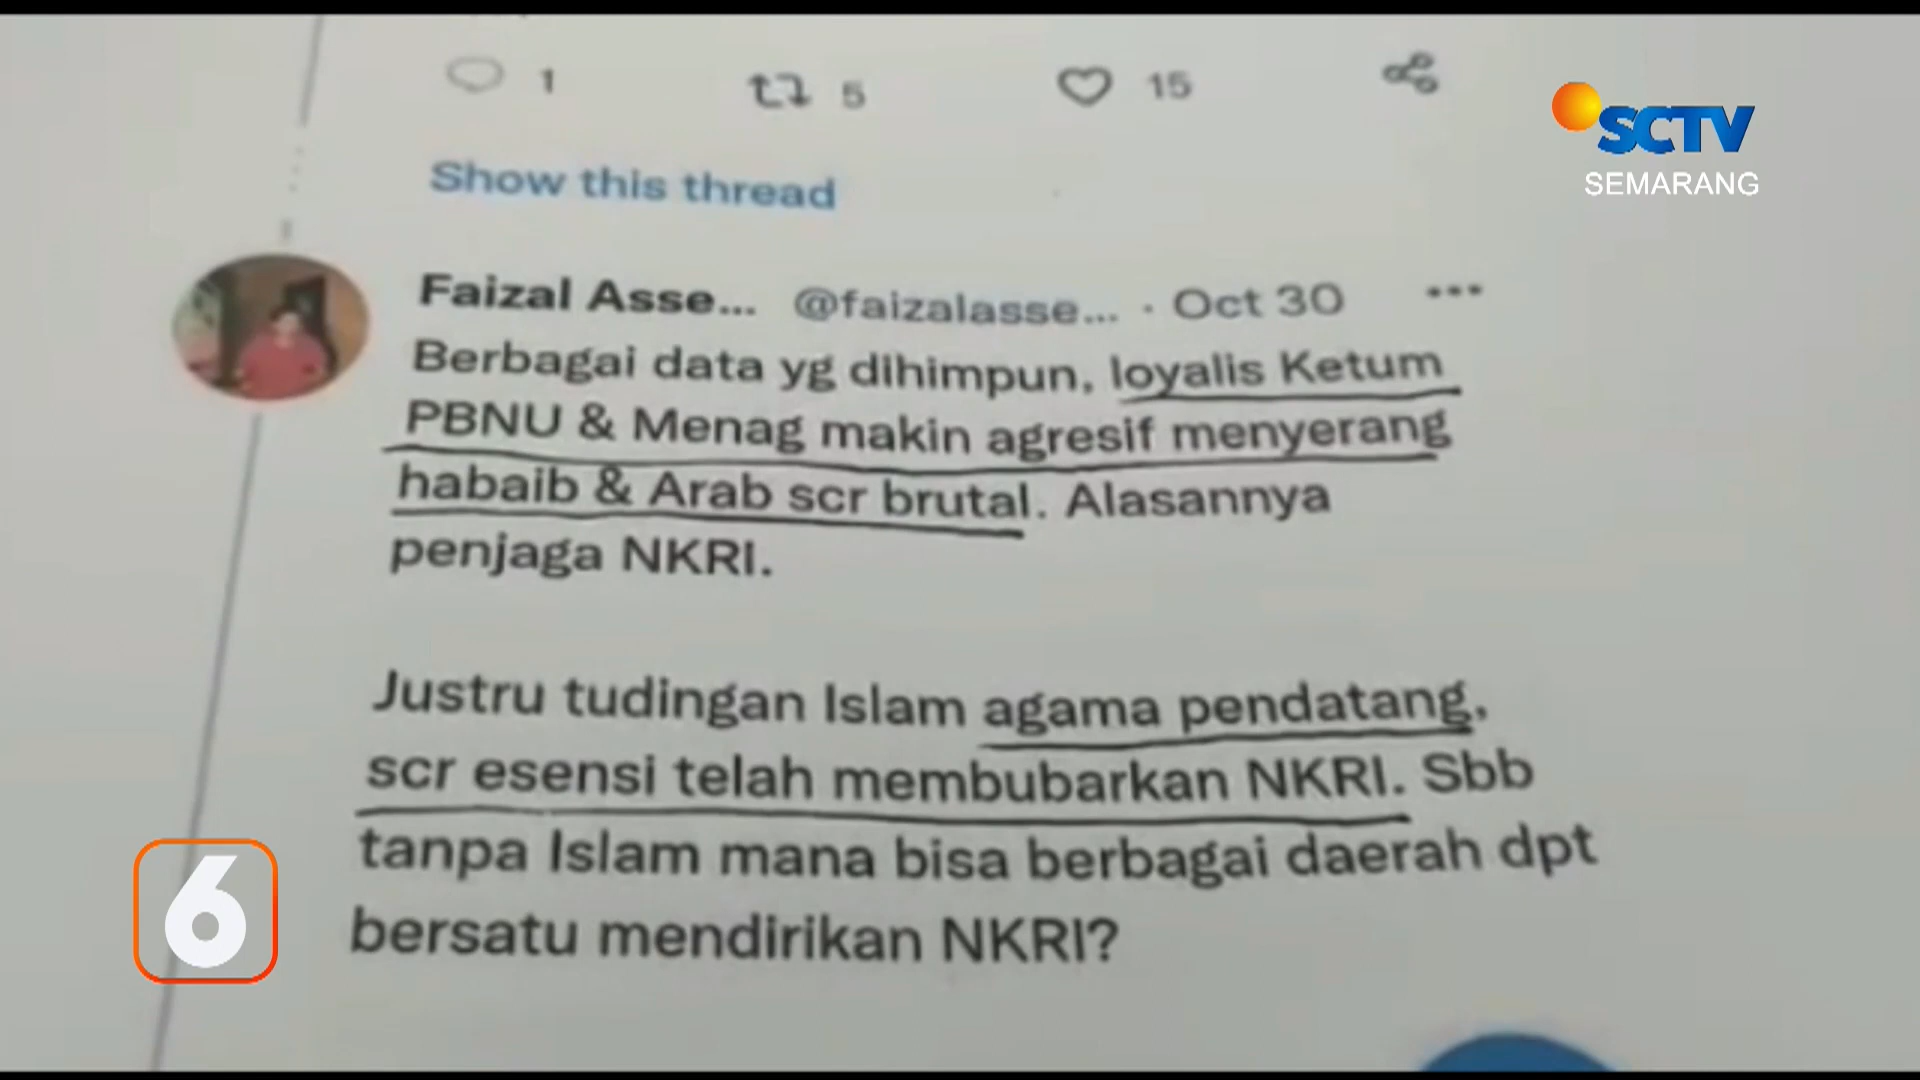 1 5 15
SCTV
SEMARANG
Show this thread
Faizal Asse... @faizalasse... · Oct 30 ...
Berbagai data yg dihimpun, loyalis Ketum
PBNU & Menag makin agresif menyerang
habaib & Arab scr brutal. Alasannya
penjaga NKRI.
Justru tudingan Islam agama pendatang,
scr esensi telah membubarkan NKRI. Sbb
tanpa Islam mana bisa berbagai daerah dpt
bersatu mendirikan NKRI?
6